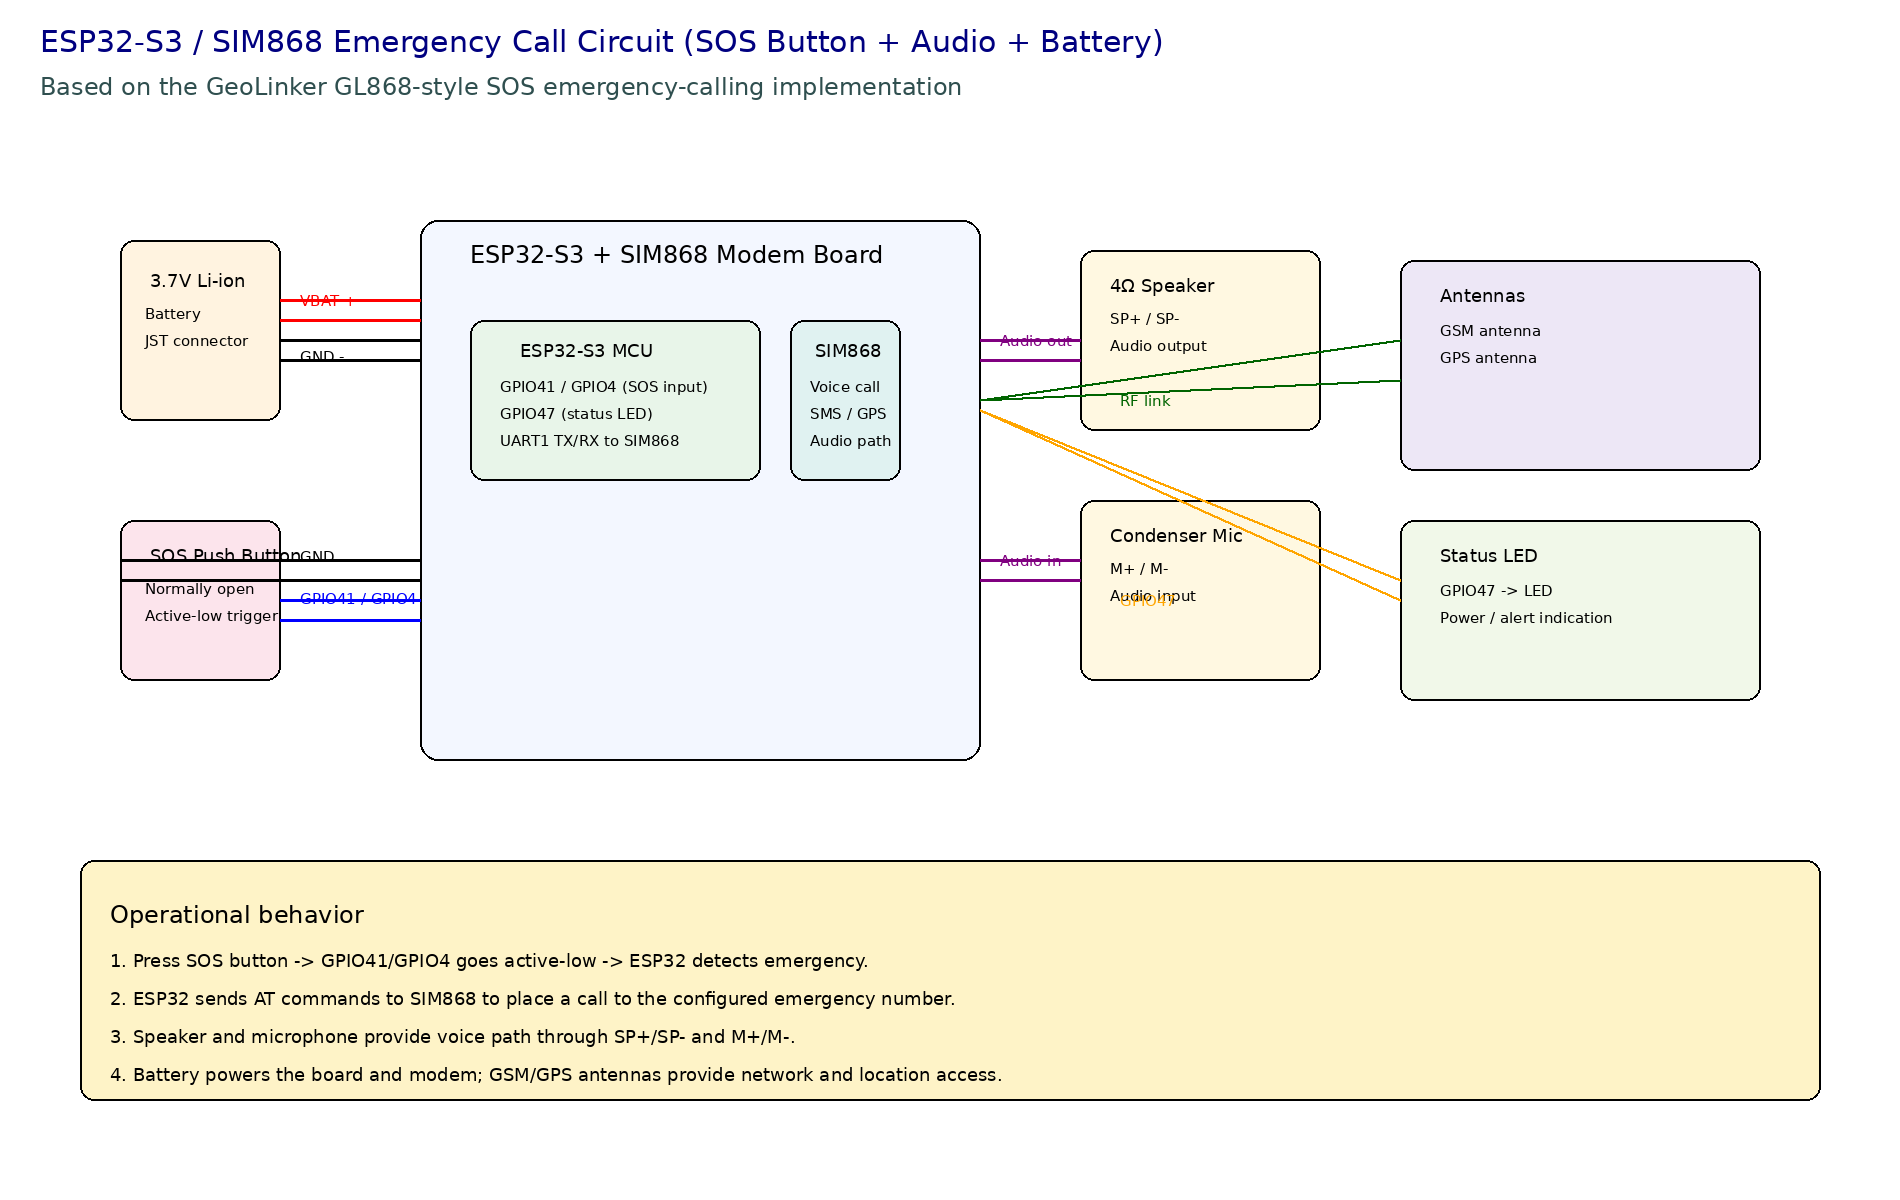 ESP32-S3 / SIM868 Emergency Call Circuit (SOS Button + Audio + Battery)
Based on the GeoLinker GL868-style SOS emergency-calling implementation
3.7V Li-ion
Battery
JST connector
VBAT +
GND -
ESP32-S3 + SIM868 Modem Board
ESP32-S3 MCU
GPIO41 / GPIO4 (SOS input)
GPIO47 (status LED)
UART1 TX/RX to SIM868
SIM868
Voice call
SMS / GPS
Audio path
Audio out
4Ω Speaker
SP+ / SP-
Audio output
RF link
Antennas
GSM antenna
GPS antenna
SOS Push Button
Normally open
Active-low trigger
GND
GPIO41 / GPIO4
Audio in
Condenser Mic
M+ / M-
Audio input
GPIO47
Status LED
GPIO47 -> LED
Power / alert indication
Operational behavior
1. Press SOS button -> GPIO41/GPIO4 goes active-low -> ESP32 detects emergency.
2. ESP32 sends AT commands to SIM868 to place a call to the configured emergency number.
3. Speaker and microphone provide voice path through SP+/SP- and M+/M-.
4. Battery powers the board and modem; GSM/GPS antennas provide network and location access.